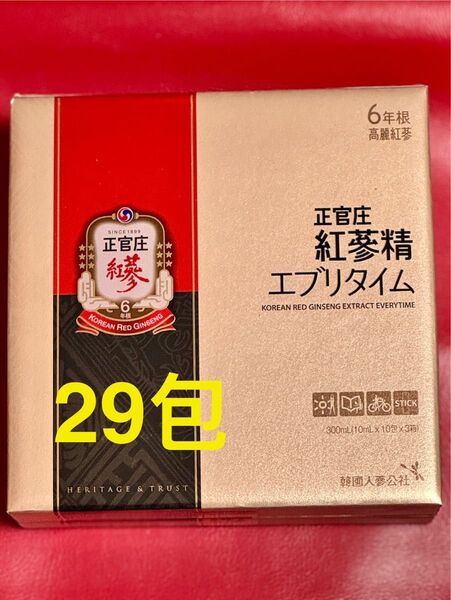 6年根
高麗紅蔘
SINCE 1899
正官庄
紅蔘
6
年根
KOREAN RED GINSENG
正官庄
紅蔘精
エブリタイム
KOREAN RED GINSENG EXTRACT EVERYTIME
STICK
300mL(10mL×10包×3箱)
29包
HERITAGE & TRUST
韓國人蔘公社